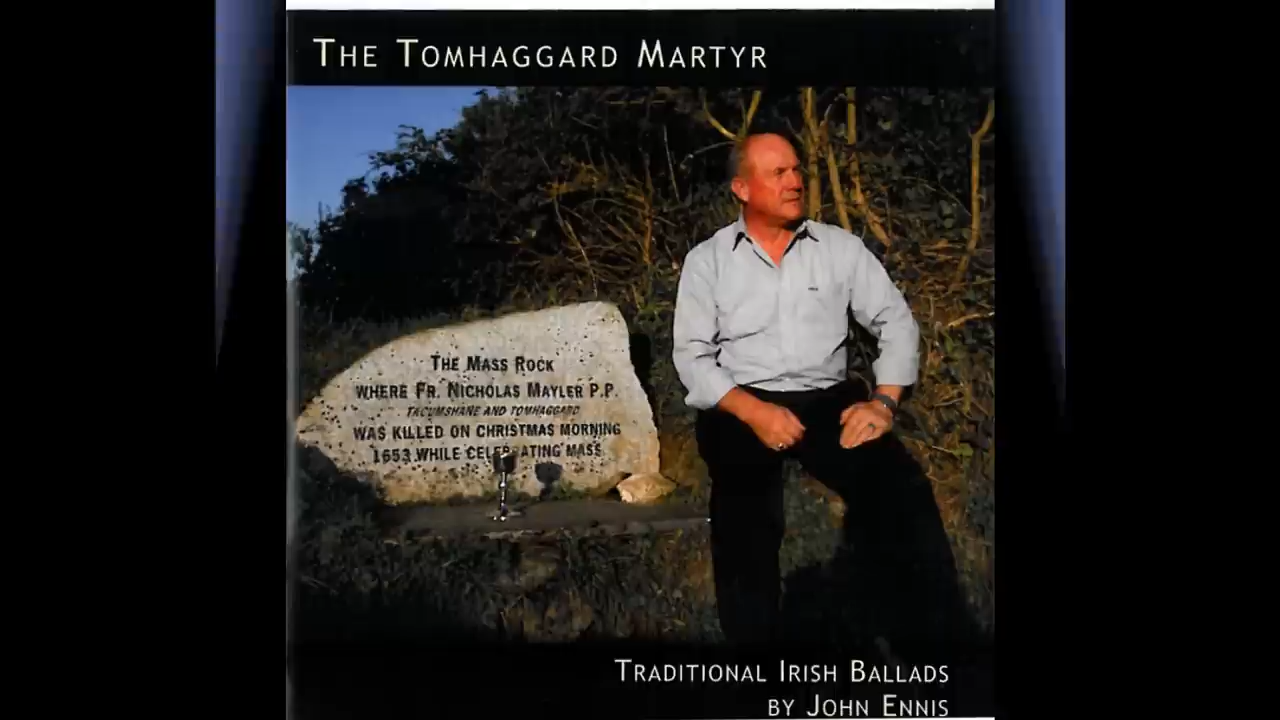 THE TOMHAGGARD MARTYR
THE MASS ROCK
WHERE FR. NICHOLAS MAYLER P.P.
TACUMSHANE AND TOMHAGGARD
WAS KILLED ON CHRISTMAS MORNING
1653 WHILE CELEBRATING MASS
TRADITIONAL IRISH BALLADS
BY JOHN ENNIS